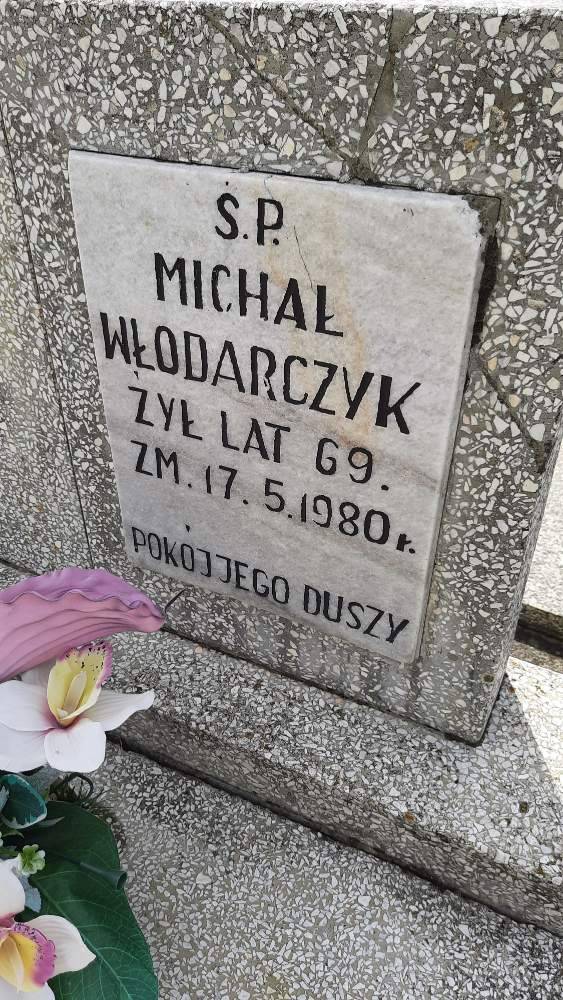 Ś.P.
MICHAŁ
WŁODARCZYK
ŻYŁ LAT 69.
ZM. 17.5.1980 r.
POKÓJ JEGO DUSZY